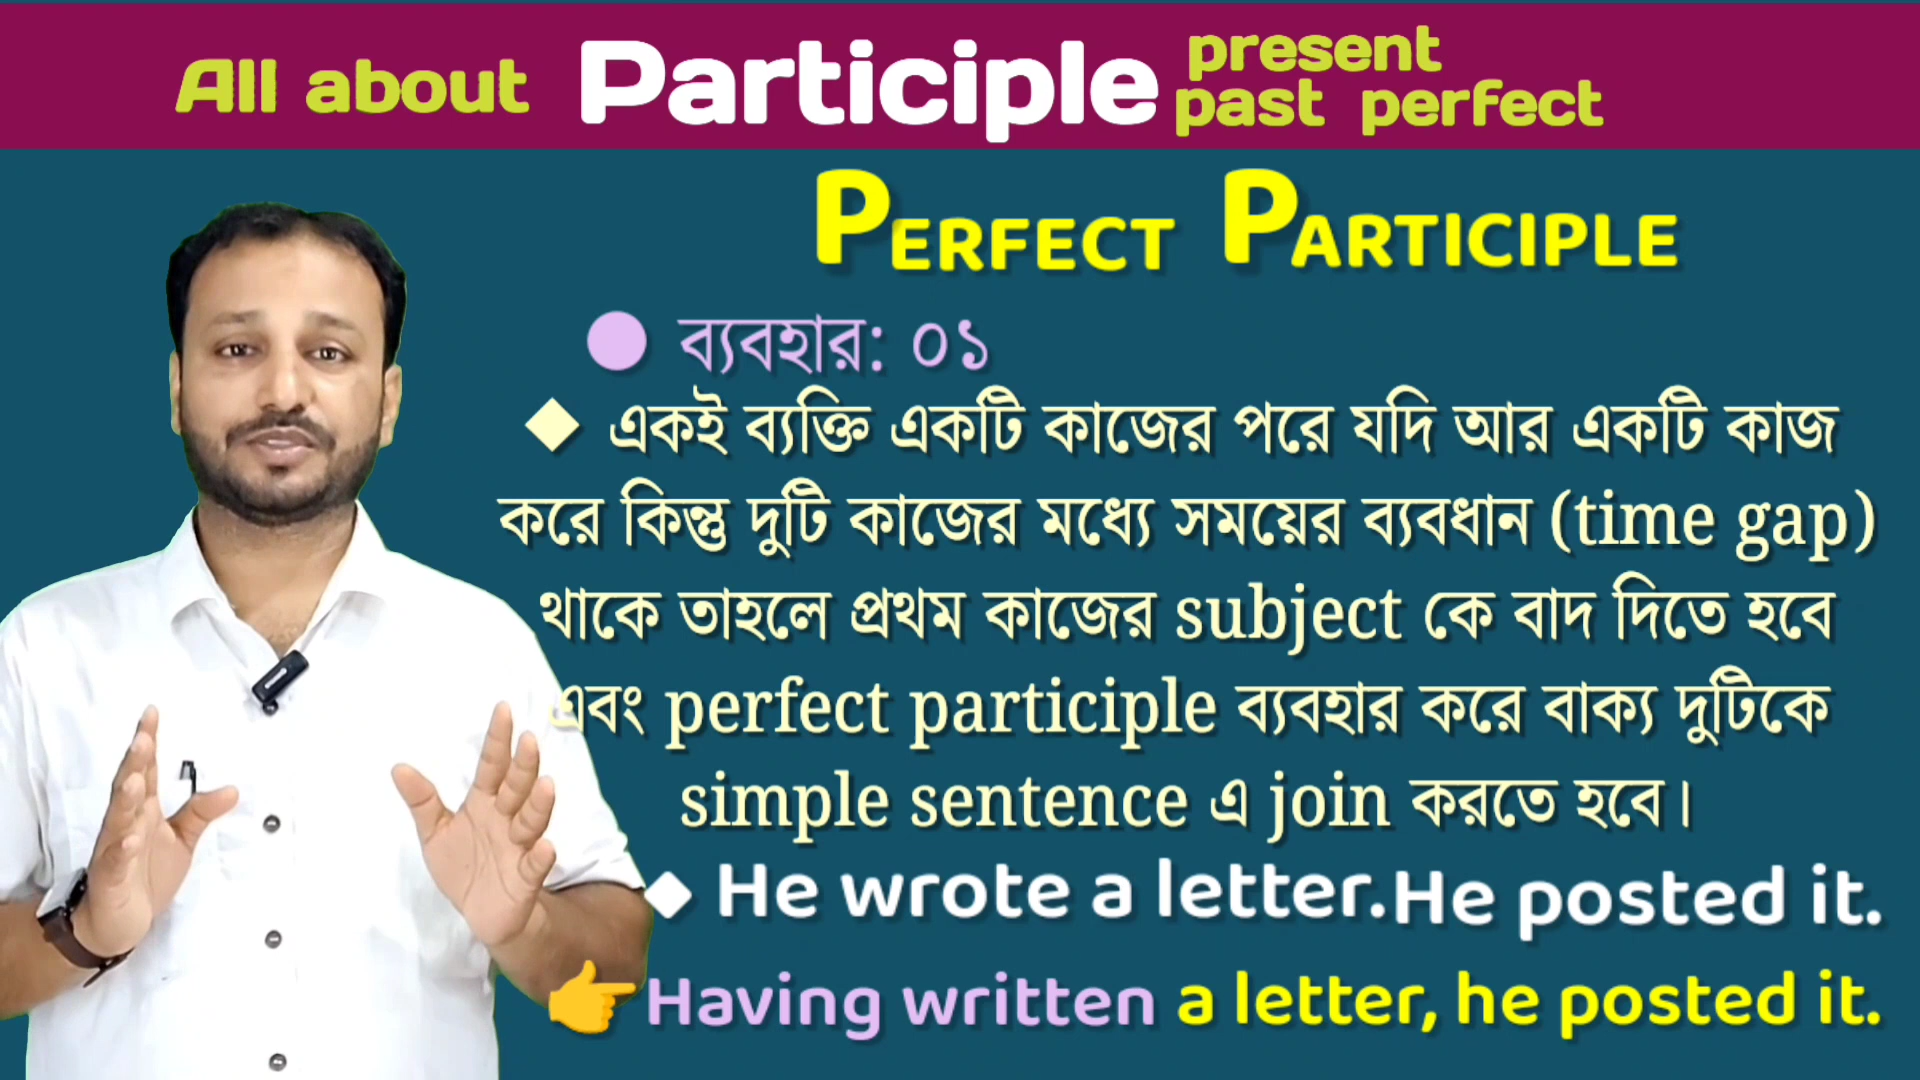 All about Participle present
past perfect
PERFECT PARTICIPLE
ব্যবহার: ০১
একই ব্যক্তি একটি কাজের পরে যদি আর একটি কাজ
করে কিন্তু দুটি কাজের মধ্যে সময়ের ব্যবধান (time gap)
থাকে তাহলে প্রথম কাজের subject কে বাদ দিতে হবে
এবং perfect participle ব্যবহার করে বাক্য দুটিকে
simple sentence এ join করতে হবে।
He wrote a letter. He posted it.
Having written a letter, he posted it.